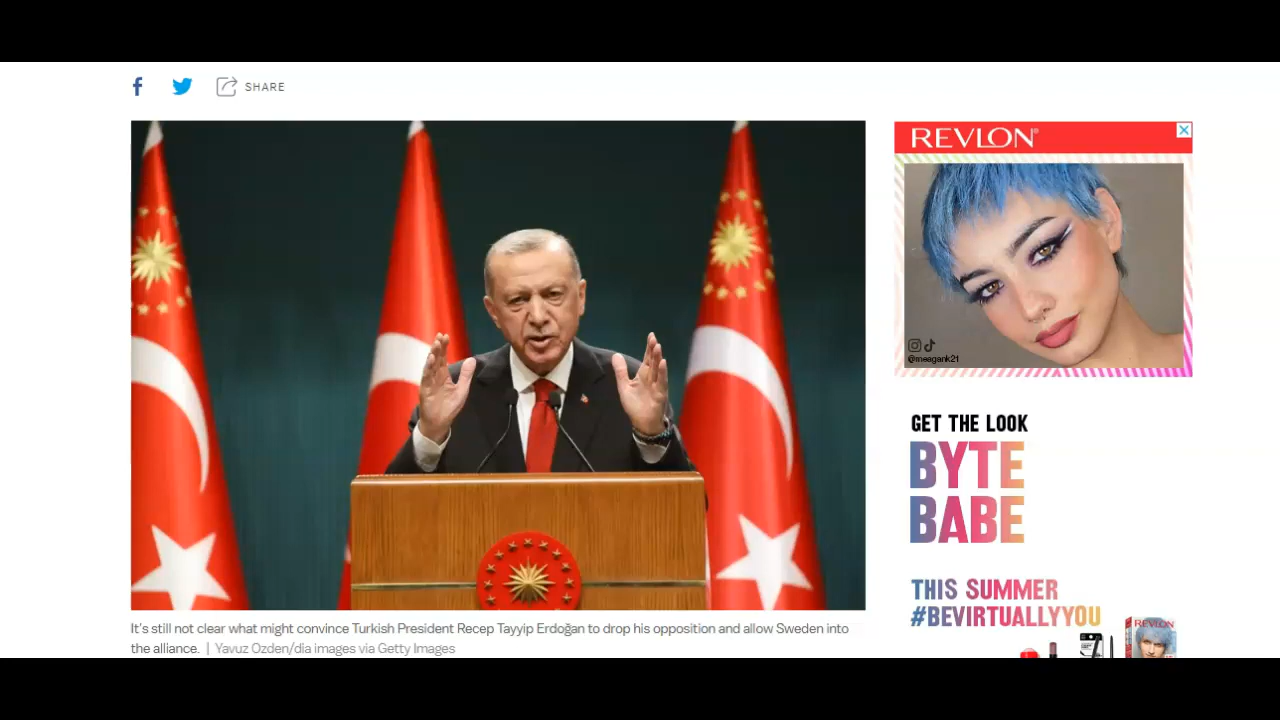 SHARE
It's still not clear what might convince Turkish President Recep Tayyip Erdoğan to drop his opposition and allow Sweden into
the alliance. | Yavuz Ozden/dia images via Getty Images
REVLON
@meagank21
GET THE LOOK
BYTE
BABE
THIS SUMMER
#BEVIRTUALLYYOU
REVLON